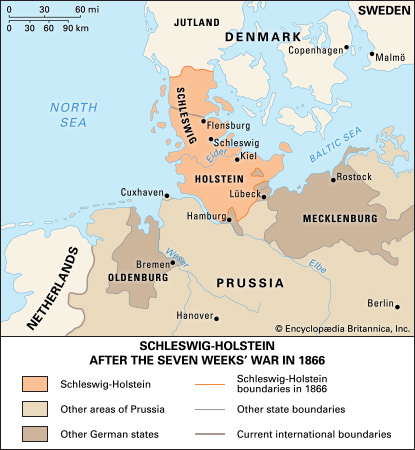 0 30 60 mi
0 30 60 90 km
JUTLAND
SWEDEN
DENMARK
Copenhagen
Malmö
NORTH
SEA
SCHLESWIG
Flensburg
Schleswig
Eider
Kiel
BALTIC SEA
HOLSTEIN
Rostock
Cuxhaven
Lübeck
Hamburg
MECKLENBURG
NETHERLANDS
Bremen
Weser
OLDENBURG
Elbe
PRUSSIA
Berlin
Hanover
© Encyclopædia Britannica, Inc.
SCHLESWIG-HOLSTEIN
AFTER THE SEVEN WEEKS' WAR IN 1866
Schleswig-Holstein
Schleswig-Holstein
boundaries in 1866
Other areas of Prussia
Other state boundaries
Other German states
Current international boundaries